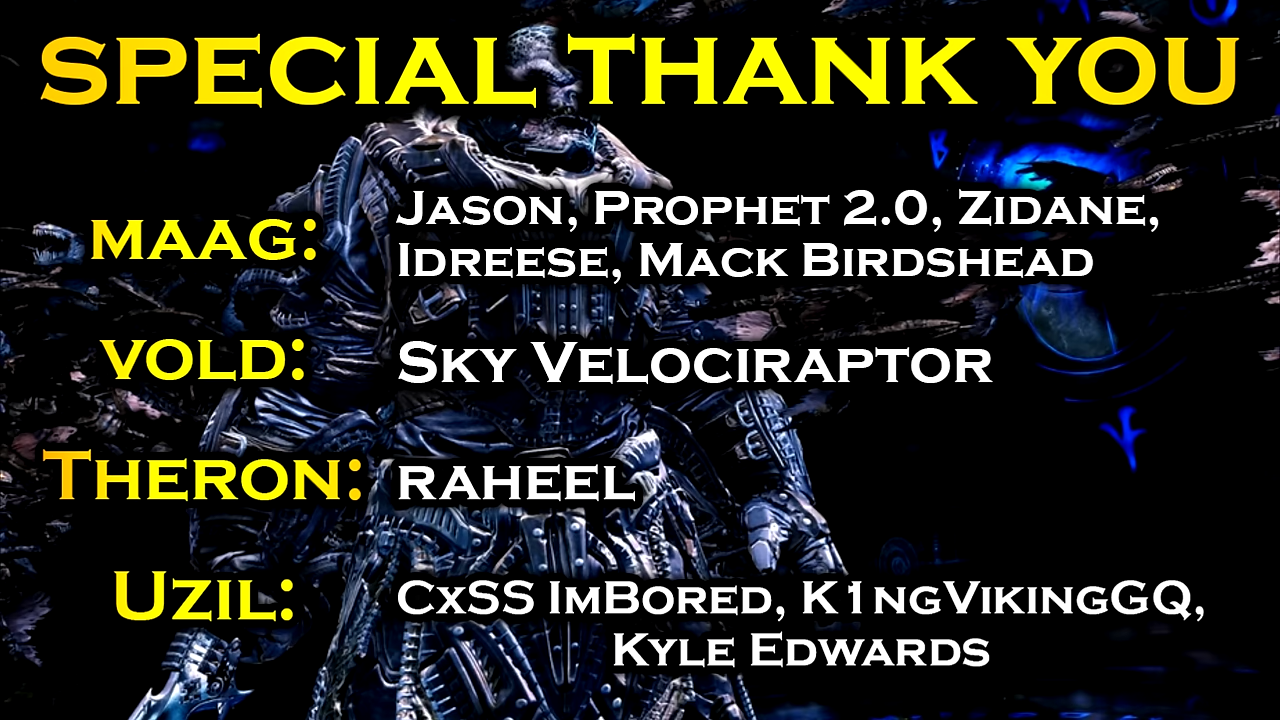 SPECIAL THANK YOU
MAAG: JASON, PROPHET 2.0, ZIDANE,
IDREESE, MACK BIRDSHEAD
VOLD: SKY VELOCIRAPTOR
THERON: RAHEEL
UZIL: CXSS IMBORED, K1NGVIKINGGQ,
KYLE EDWARDS